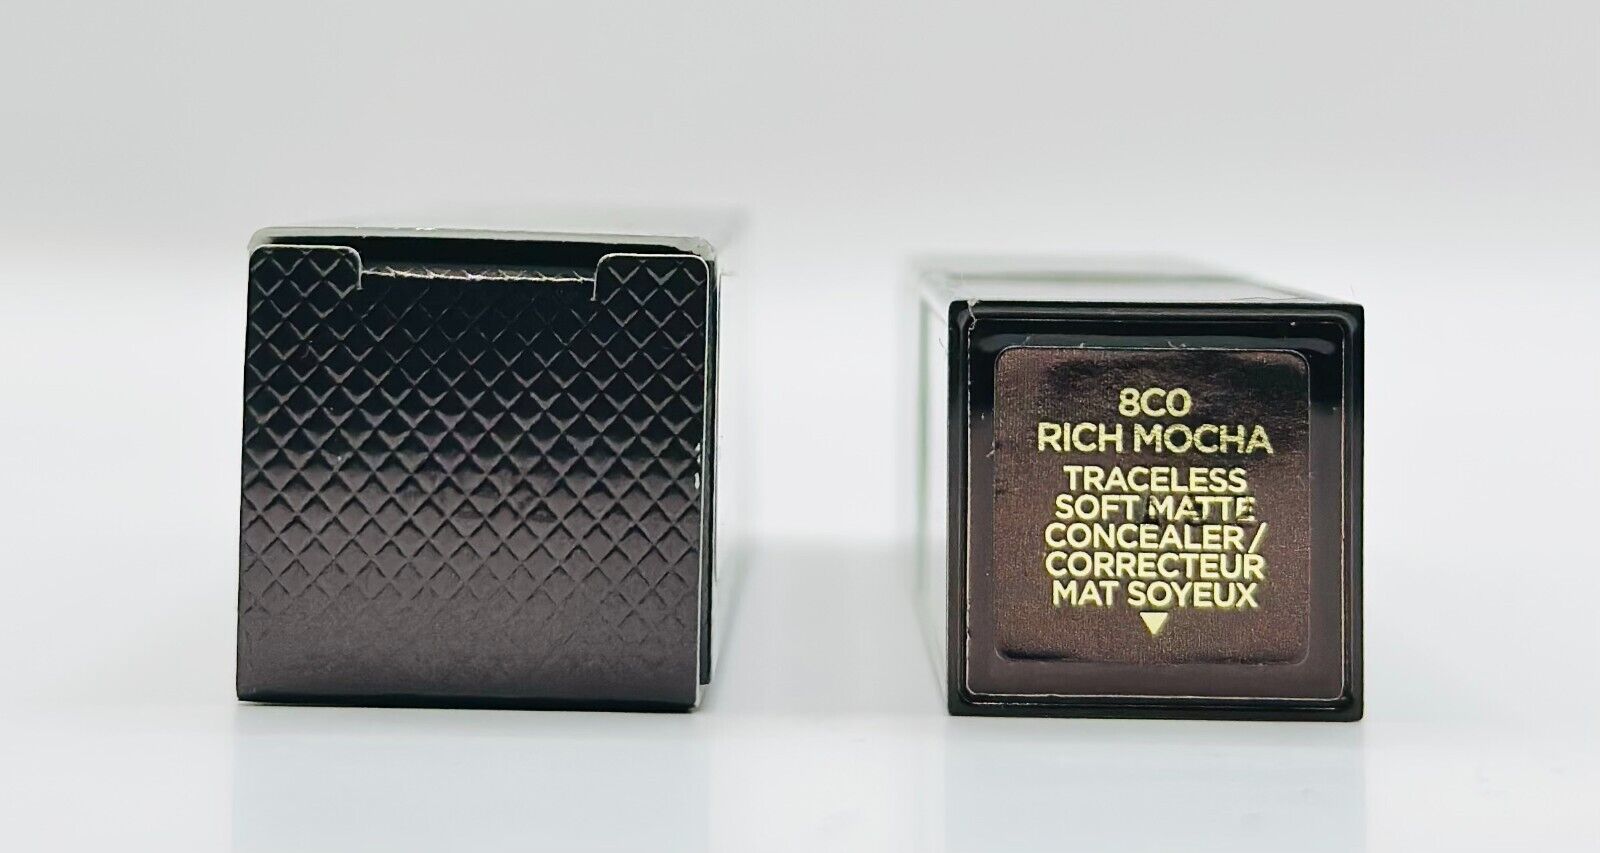 8C0
RICH MOCHA
TRACELESS
SOFT MATTE
CONCEALER/
CORRECTEUR
MAT SOYEUX